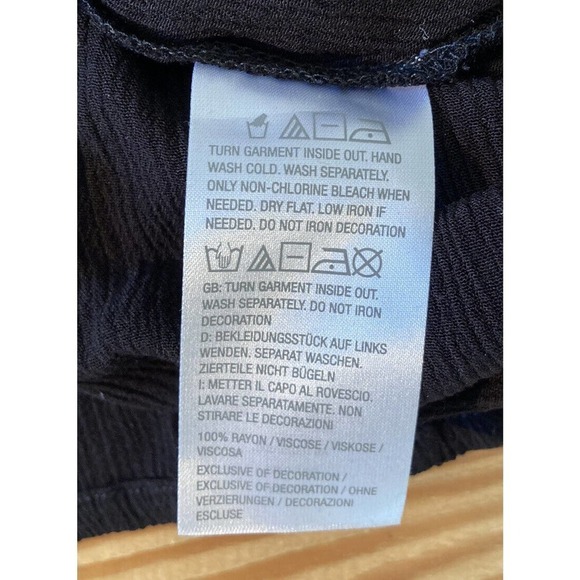 TURN GARMENT INSIDE OUT. HAND
WASH COLD. WASH SEPARATELY.
ONLY NON-CHLORINE BLEACH WHEN
NEEDED. DRY FLAT. LOW IRON IF
NEEDED. DO NOT IRON DECORATION
GB: TURN GARMENT INSIDE OUT.
WASH SEPARATELY. DO NOT IRON
DECORATION
D: BEKLEIDUNGSSTÜCK AUF LINKS
WENDEN. SEPARAT WASCHEN.
ZIERTEILE NICHT BÜGELN
I: METTERE IL CAPO AL ROVESCIO.
LAVARE SEPARATAMENTE. NON
STIRARE LE DECORAZIONI
100% RAYON / VISCOSE / VISKOSE /
VISCOSA
EXCLUSIVE OF DECORATION /
EXCLUSIVE OF DECORATION / OHNE
VERZIERUNGEN / DECORAZIONI
ESCLUSE